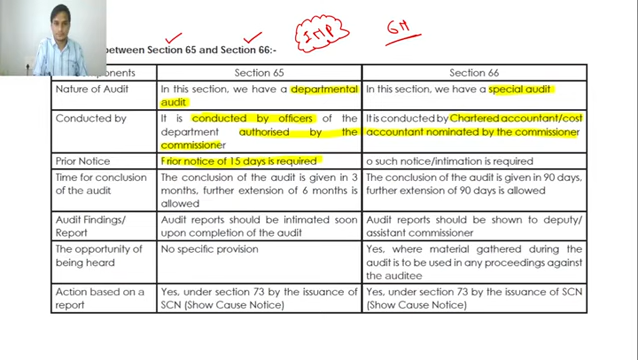 between Section 65 and Section 66:-
IMP
6M
ponents
Section 65
Section 66
Nature of Audit
In this section, we have a departmental
audit
In this section, we have a special audit
Conducted by
It is conducted by officers of the
department authorised by the
commissioner
It is conducted by Chartered accountant/cost
accountant nominated by the commissioner
Prior Notice
Prior notice of 15 days is required
o such notice/intimation is required
Time for conclusion
of the audit
The conclusion of the audit is given in 3
months, further extension of 6 months is
allowed
The conclusion of the audit is given in 90 days,
further extension of 90 days is allowed
Audit Findings/
Report
Audit reports should be intimated soon
upon completion of the audit
Audit reports should be shown to deputy/
assistant commissioner
The opportunity of
being heard
No specific provision
Yes, where material gathered during the
audit is to be used in any proceedings against
the auditee
Action based on a
report
Yes, under section 73 by the issuance of
SCN (Show Cause Notice)
Yes, under section 73 by the issuance of SCN
(Show Cause Notice)